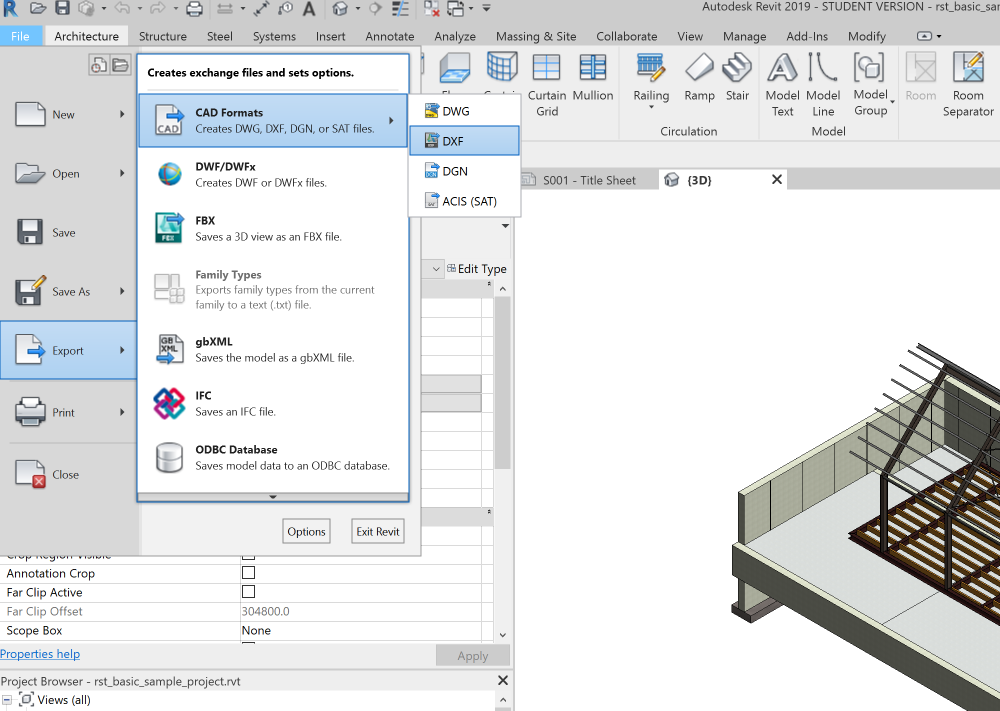 Autodesk Revit 2019 - STUDENT VERSION - rst_basic_sam
File Architecture Structure Steel Systems Insert Annotate Analyze Massing & Site Collaborate View Manage Add-Ins Modify
Creates exchange files and sets options.
New
Open
Save
Save As
Export
Print
Close
CAD Formats
Creates DWG, DXF, DGN, or SAT files.
DWF/DWFx
Creates DWF or DWFx files.
FBX
Saves a 3D view as an FBX file.
Family Types
Exports family types from the current
family to a text (.txt) file.
gbXML
Saves the model as a gbXML file.
IFC
Saves an IFC file.
ODBC Database
Saves model data to an ODBC database.
Options Exit Revit
DWG
DXF
DGN
ACIS (SAT)
Curtain
Grid
Mullion
Railing
Ramp
Stair
Circulation
Model
Text
Model
Line
Model
Group
Model
Room
Room
Separator
S001 - Title Sheet
{3D}
Edit Type
Crop Region Visible
Annotation Crop
Far Clip Active
Far Clip Offset 304800.0
Scope Box None
Properties help Apply
Project Browser - rst_basic_sample_project.rvt
Views (all)